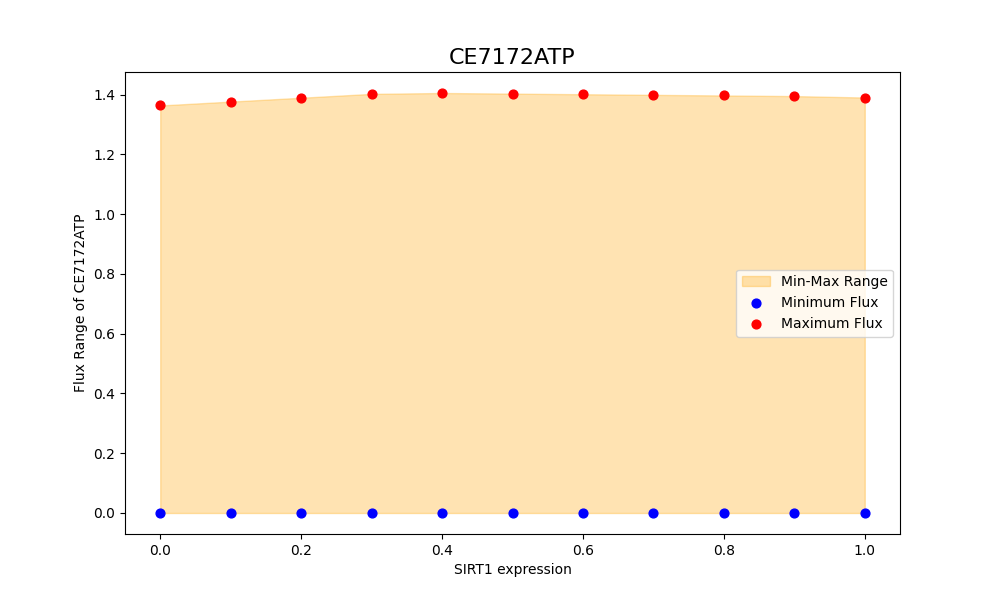 CE7172ATP
Flux Range of CE7172ATP
1.4
1.2
1.0
0.8
0.6
0.4
0.2
0.0
Min-Max Range
Minimum Flux
Maximum Flux
0.0 0.2 0.4 0.6 0.8 1.0
SIRT1 expression